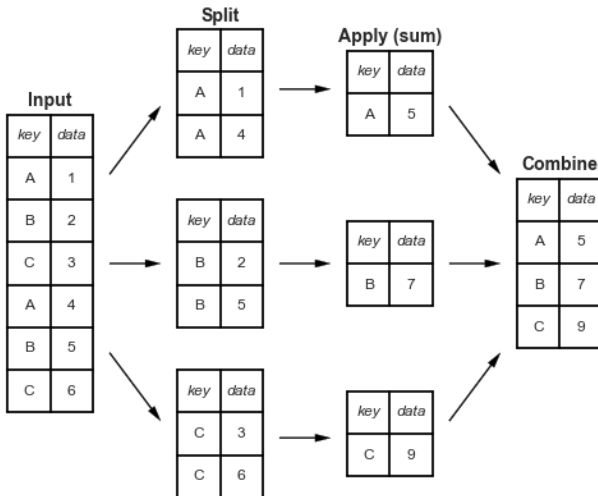 Input
key data
A 1
B 2
C 3
A 4
B 5
C 6
Split
key data
A 1
A 4
key data
B 2
B 5
key data
C 3
C 6
Apply (sum)
key data
A 5
key data
B 7
key data
C 9
Combine
key data
A 5
B 7
C 9